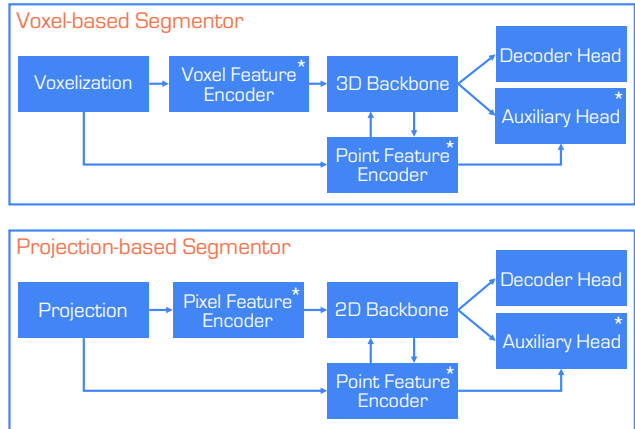 Voxel-based Segmentor
Voxelization
Voxel Feature *
Encoder
3D Backbone
Decoder Head
Auxiliary Head *
Point Feature *
Encoder
Projection-based Segmentor
Projection
Pixel Feature *
Encoder
2D Backbone
Decoder Head
Auxiliary Head *
Point Feature *
Encoder